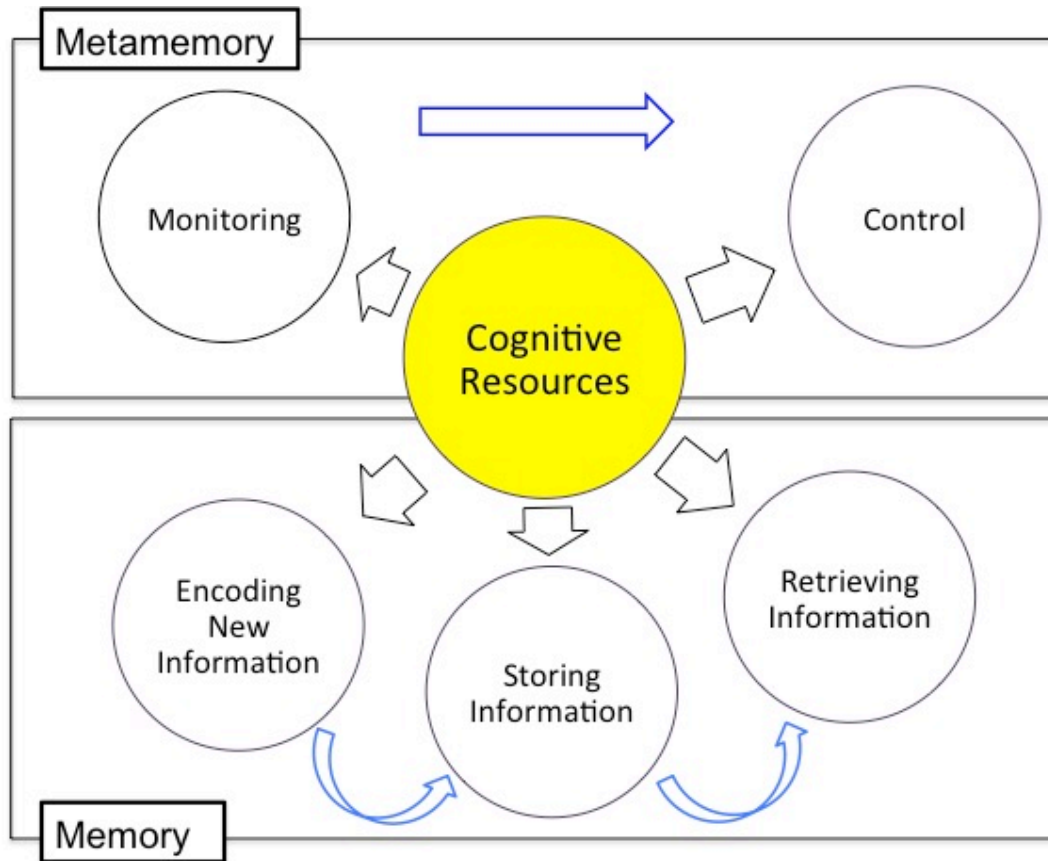 Metamemory
Monitoring
Control
Cognitive
Resources
Encoding
New
Information
Storing
Information
Retrieving
Information
Memory